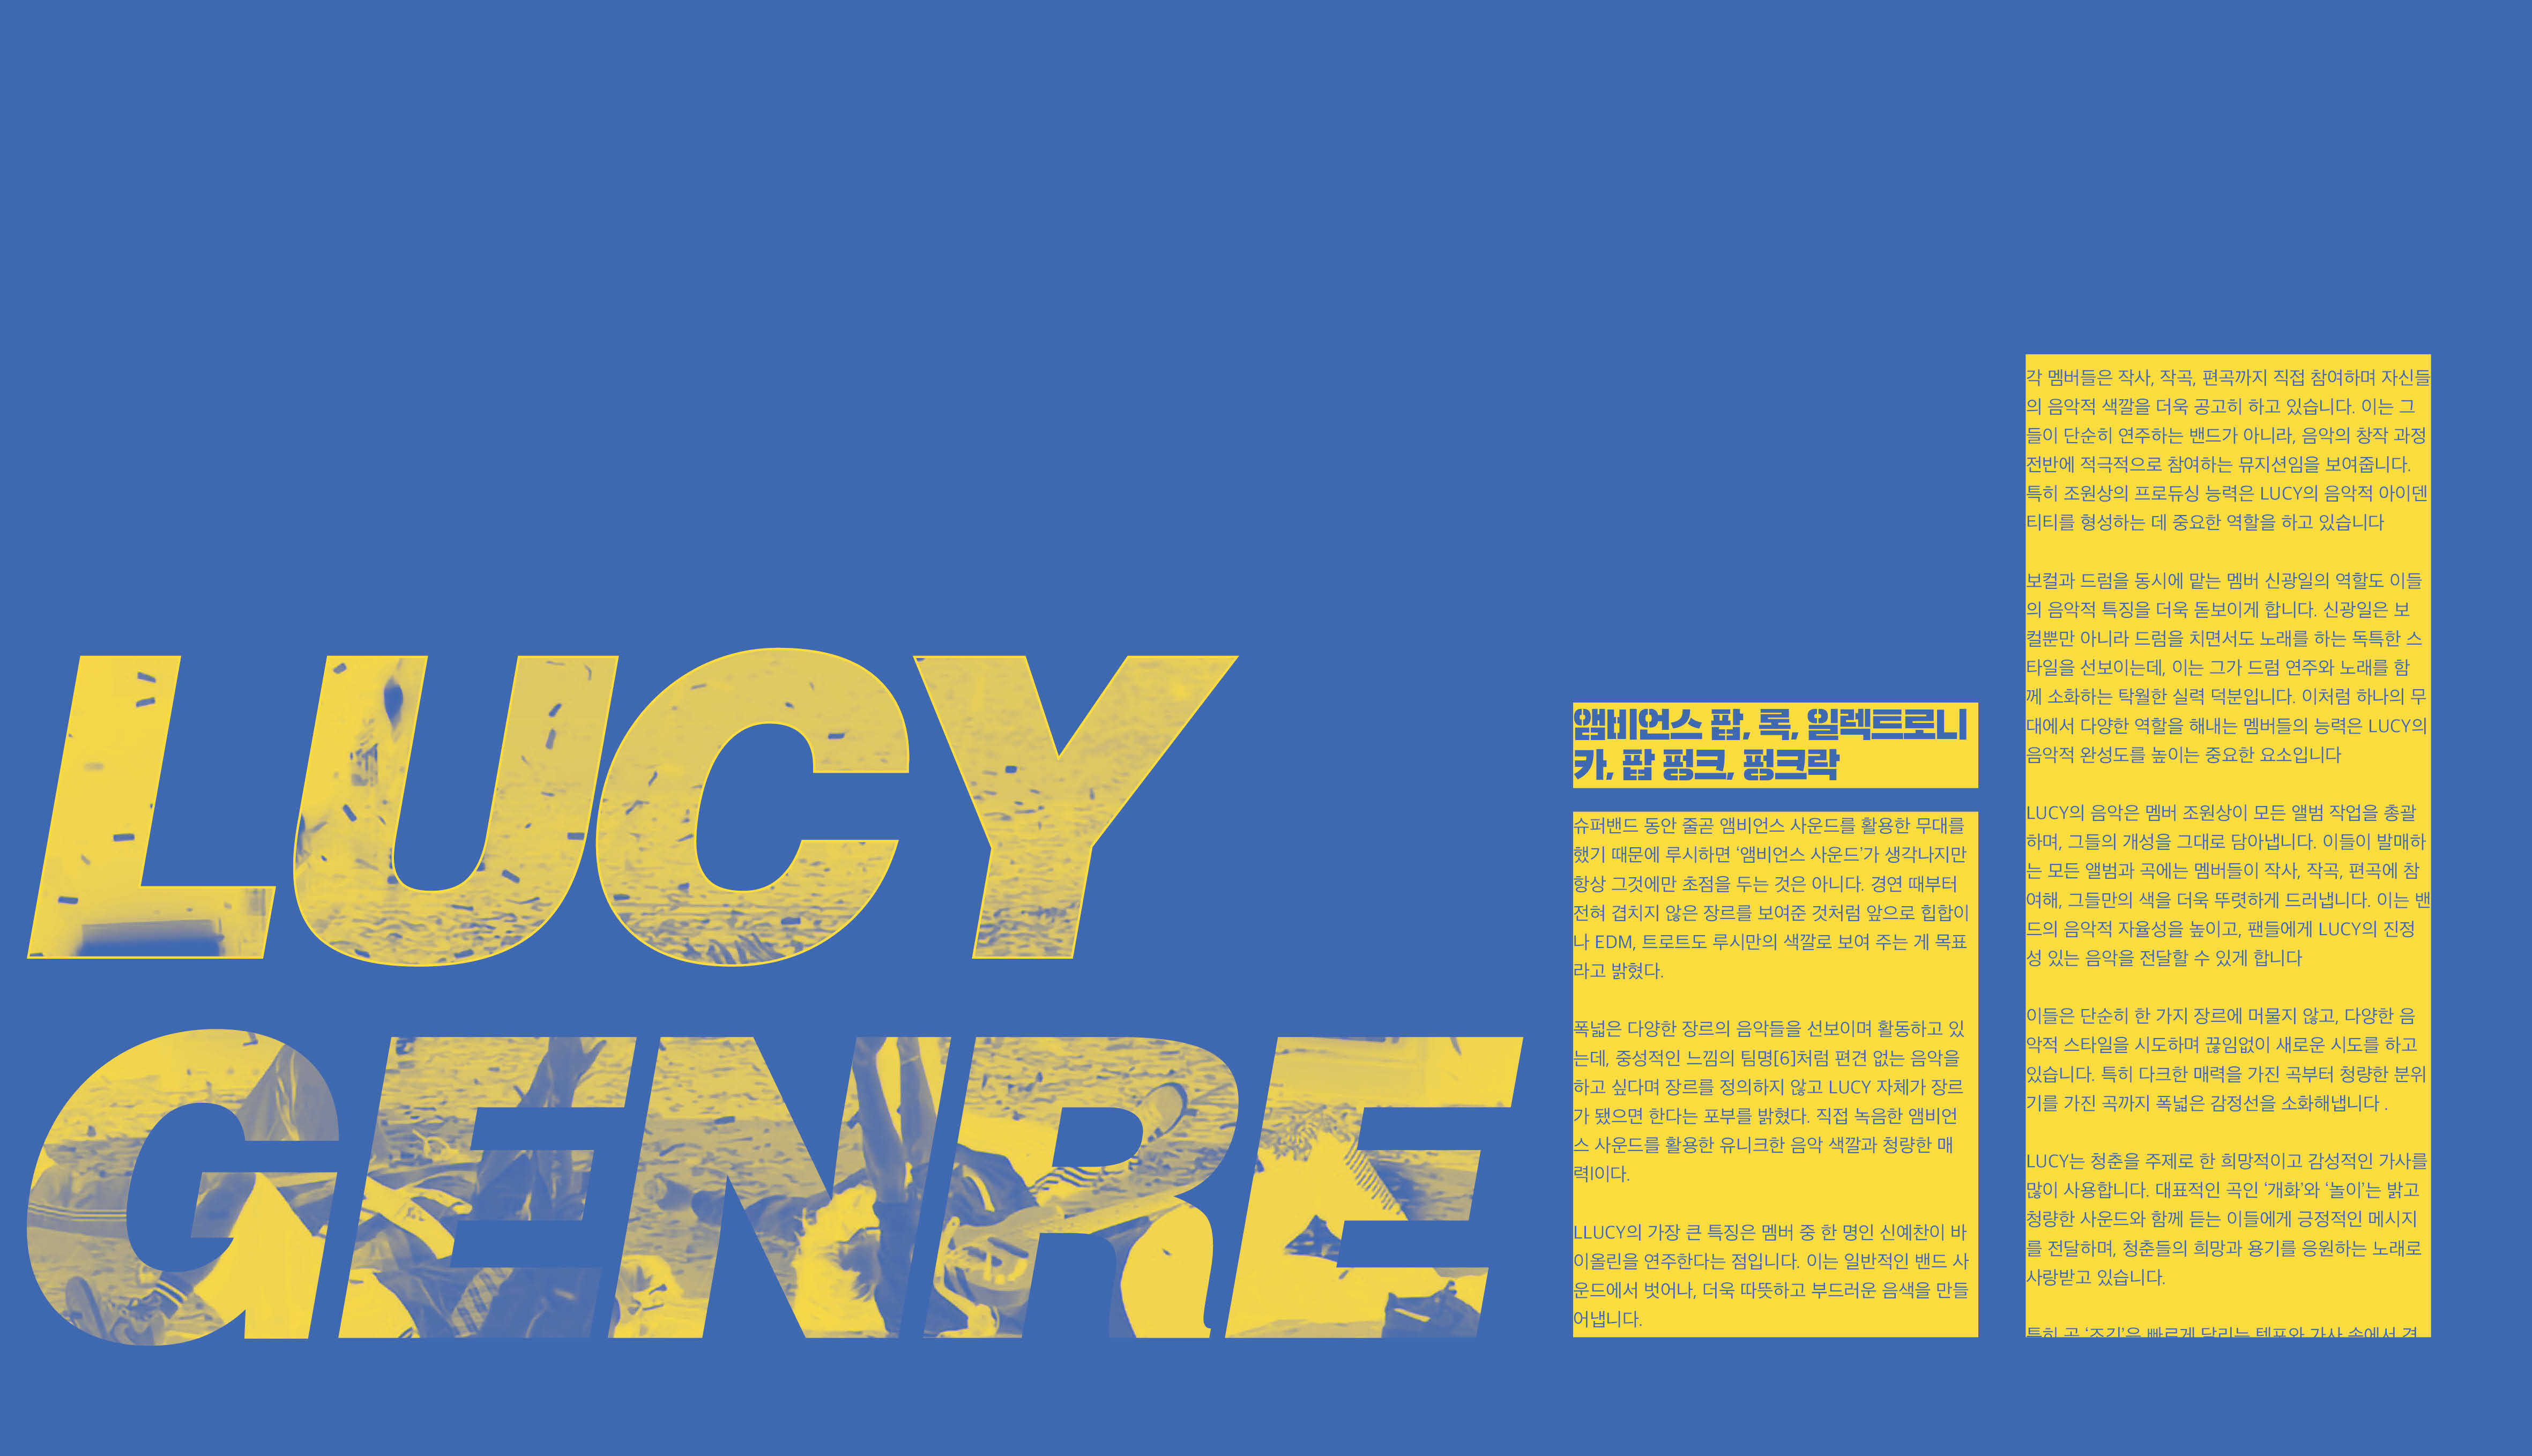 LUCY
GENRE
앰비언스 팝, 록, 일렉트로니
카, 팝 펑크, 펑크락
슈퍼밴드 동안 줄곧 앰비언스 사운드를 활용한 무대를
했기 때문에 루시하면 ‘앰비언스 사운드’가 생각나지만
항상 그것에만 초점을 두는 것은 아니다. 경연 때부터
전혀 겹치지 않은 장르를 보여준 것처럼 앞으로 힙합이
나 EDM, 트로트도 루시만의 색깔로 보여 주는 게 목표
라고 밝혔다.
폭넓은 다양한 장르의 음악들을 선보이며 활동하고 있
는데, 중성적인 느낌의 팀명[6]처럼 편견 없는 음악을
하고 싶다며 장르를 정의하지 않고 LUCY 자체가 장르
가 됐으면 한다는 포부를 밝혔다. 직접 녹음한 앰비언
스 사운드를 활용한 유니크한 음악 색깔과 청량한 매
력l이다.
LLUCY의 가장 큰 특징은 멤버 중 한 명인 신예찬이 바
이올린을 연주한다는 점입니다. 이는 일반적인 밴드 사
운드에서 벗어나, 더욱 따뜻하고 부드러운 음색을 만들
어냅니다.
각 멤버들은 작사, 작곡, 편곡까지 직접 참여하며 자신들
의 음악적 색깔을 더욱 공고히 하고 있습니다. 이는 그
들이 단순히 연주하는 밴드가 아니라, 음악의 창작 과정
전반에 적극적으로 참여하는 뮤지션임을 보여줍니다.
특히 조원상의 프로듀싱 능력은 LUCY의 음악적 아이덴
티티를 형성하는 데 중요한 역할을 하고 있습니다
보컬과 드럼을 동시에 맡는 멤버 신광일의 역할도 이들
의 음악적 특징을 더욱 돋보이게 합니다. 신광일은 보
컬뿐만 아니라 드럼을 치면서도 노래를 하는 독특한 스
타일을 선보이는데, 이는 그가 드럼 연주와 노래를 함
께 소화하는 탁월한 실력 덕분입니다. 이처럼 하나의 무
대에서 다양한 역할을 해내는 멤버들의 능력은 LUCY의
음악적 완성도를 높이는 중요한 요소입니다
LUCY의 음악은 멤버 조원상이 모든 앨범 작업을 총괄
하며, 그들의 개성을 그대로 담아냅니다. 이들이 발매하
는 모든 앨범과 곡에는 멤버들이 작사, 작곡, 편곡에 참
여해, 그들만의 색을 더욱 뚜렷하게 드러냅니다. 이는 밴
드의 음악적 자율성을 높이고, 팬들에게 LUCY의 진정
성 있는 음악을 전달할 수 있게 합니다
이들은 단순히 한 가지 장르에 머물지 않고, 다양한 음
악적 스타일을 시도하며 끊임없이 새로운 시도를 하고
있습니다. 특히 다크한 매력을 가진 곡부터 청량한 분위
기를 가진 곡까지 폭넓은 감정선을 소화해냅니다 .
LUCY는 청춘을 주제로 한 희망적이고 감성적인 가사를
많이 사용합니다. 대표적인 곡인 ‘개화’와 ‘놀이’는 밝고
청량한 사운드와 함께 듣는 이들에게 긍정적인 메시지
를 전달하며, 청춘들의 희망과 용기를 응원하는 노래로
사랑받고 있습니다.
특히 곡 ‘조깅’은 빠르게 달리는 템포와 가사 속에서